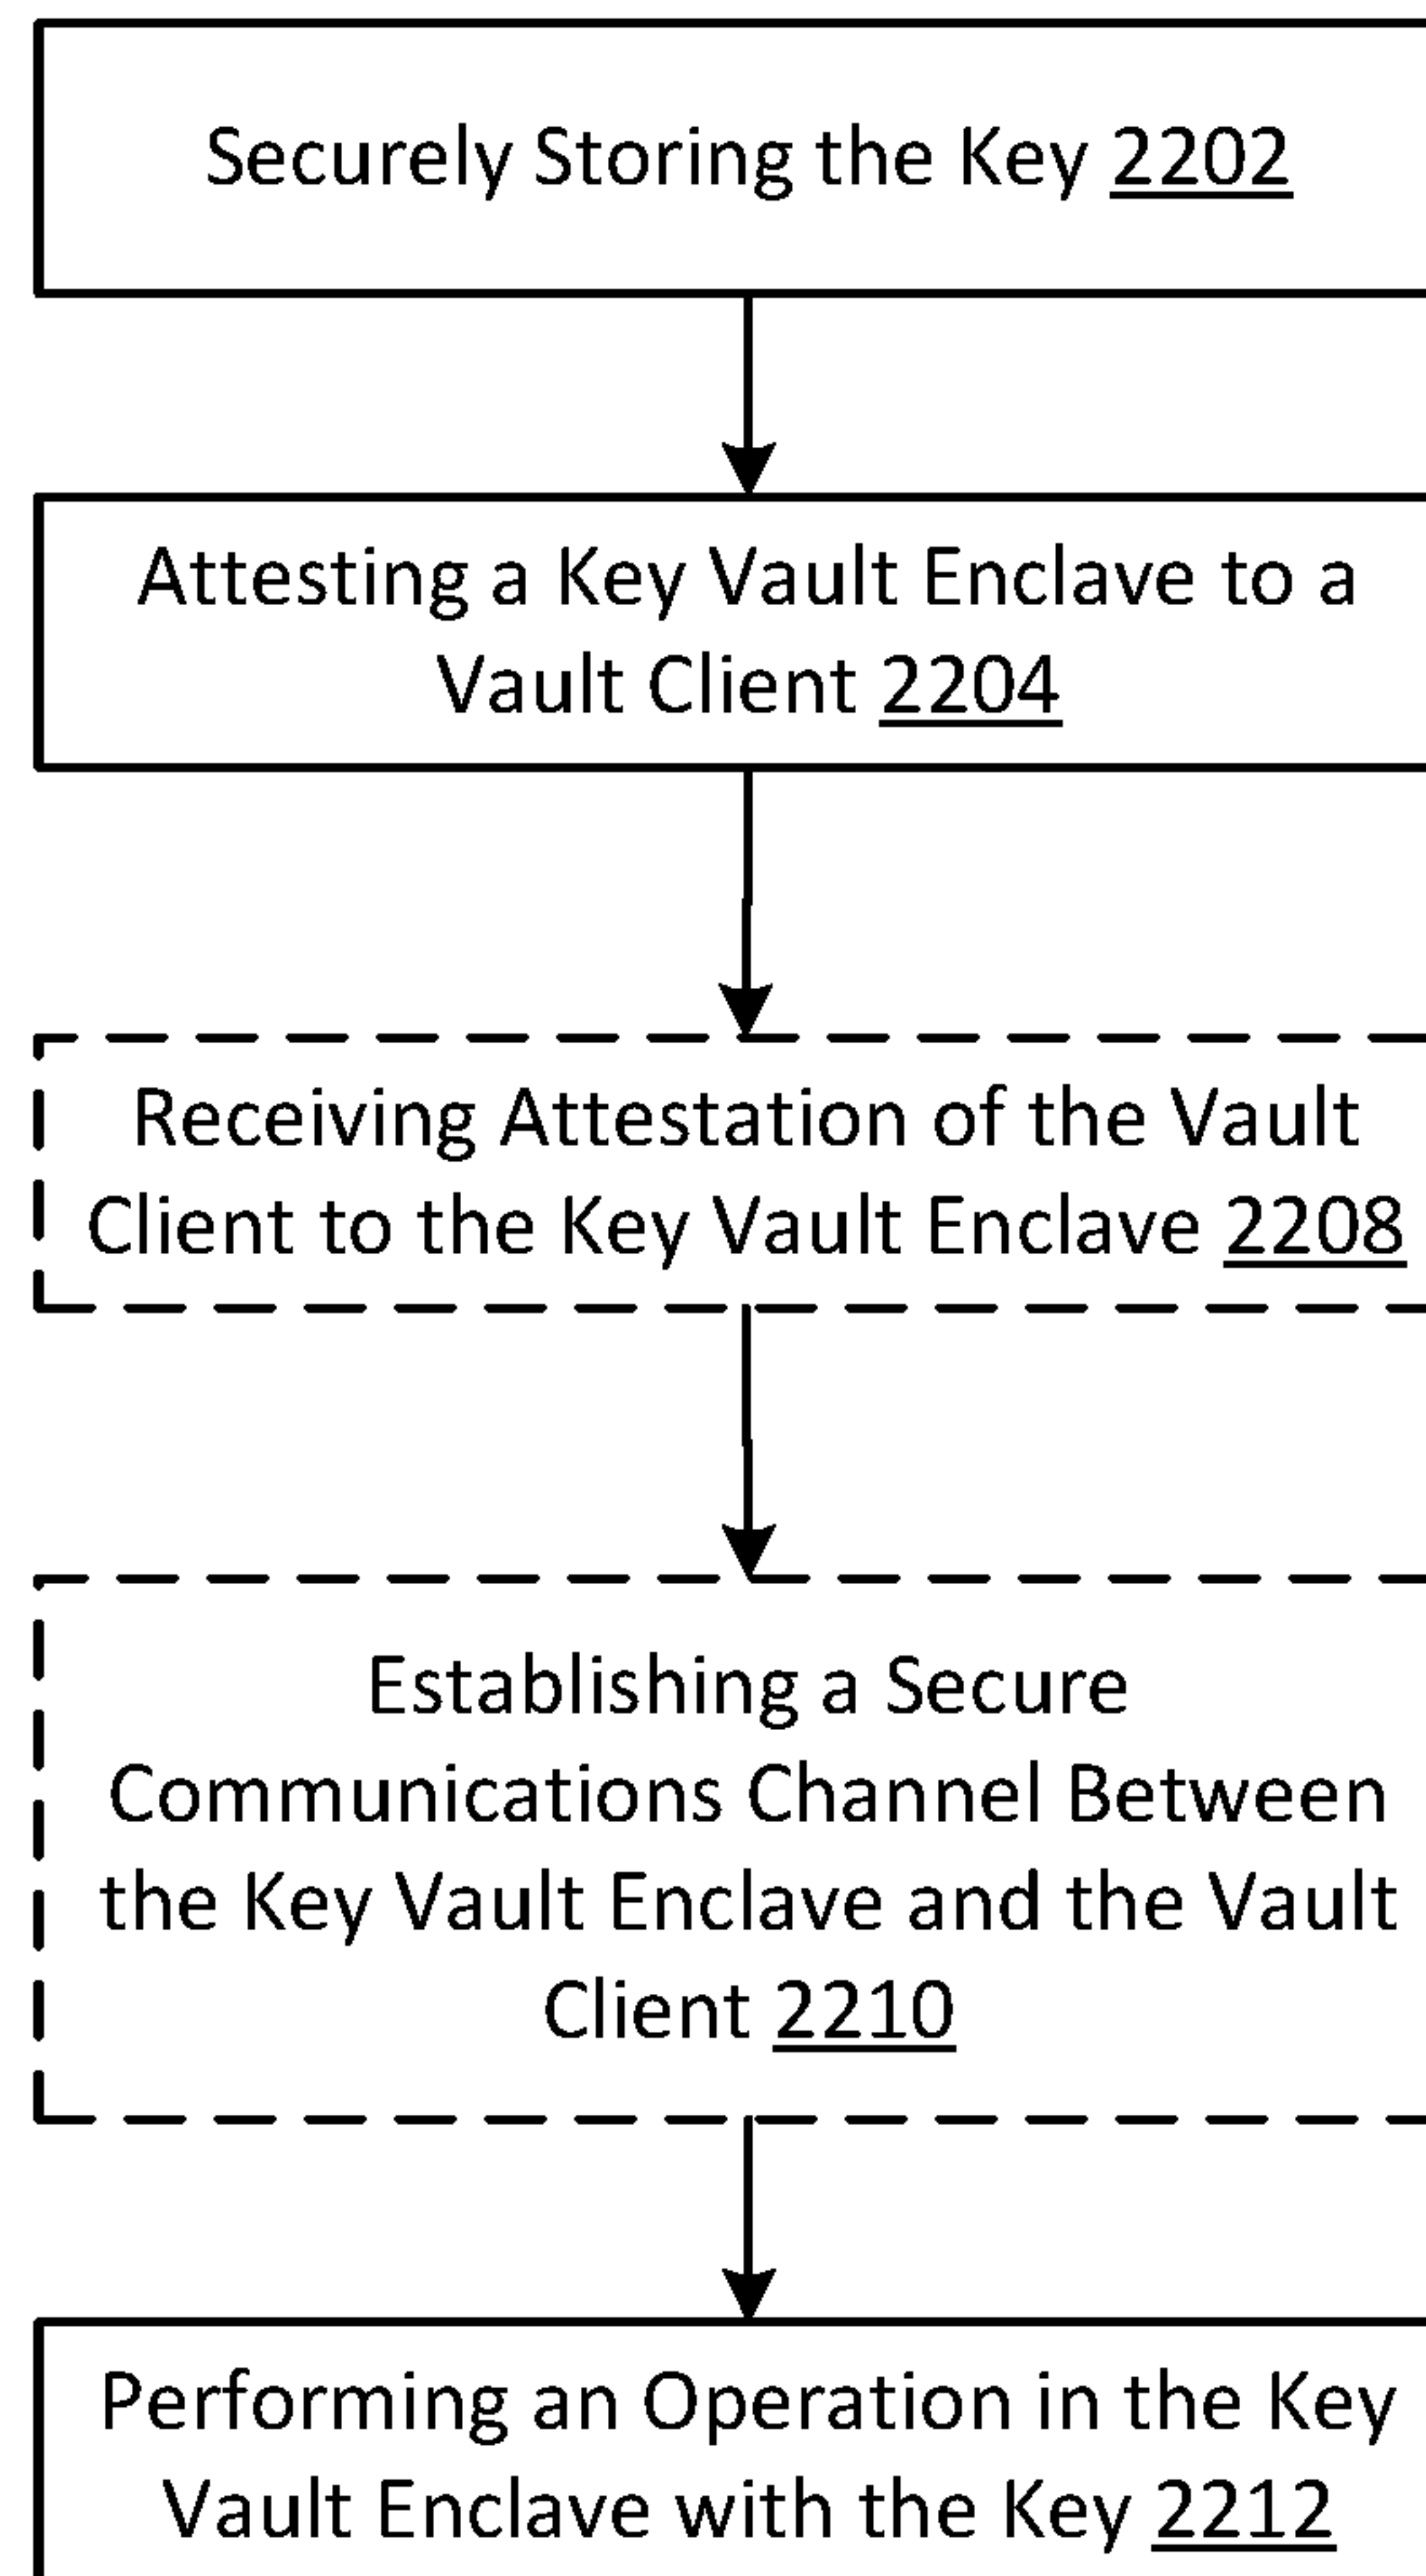 Securely Storing the Key 2202
Attesting a Key Vault Enclave to a
Vault Client 2204
Receiving Attestation of the Vault
Client to the Key Vault Enclave 2208
Establishing a Secure
Communications Channel Between
the Key Vault Enclave and the Vault
Client 2210
Performing an Operation in the Key
Vault Enclave with the Key 2212